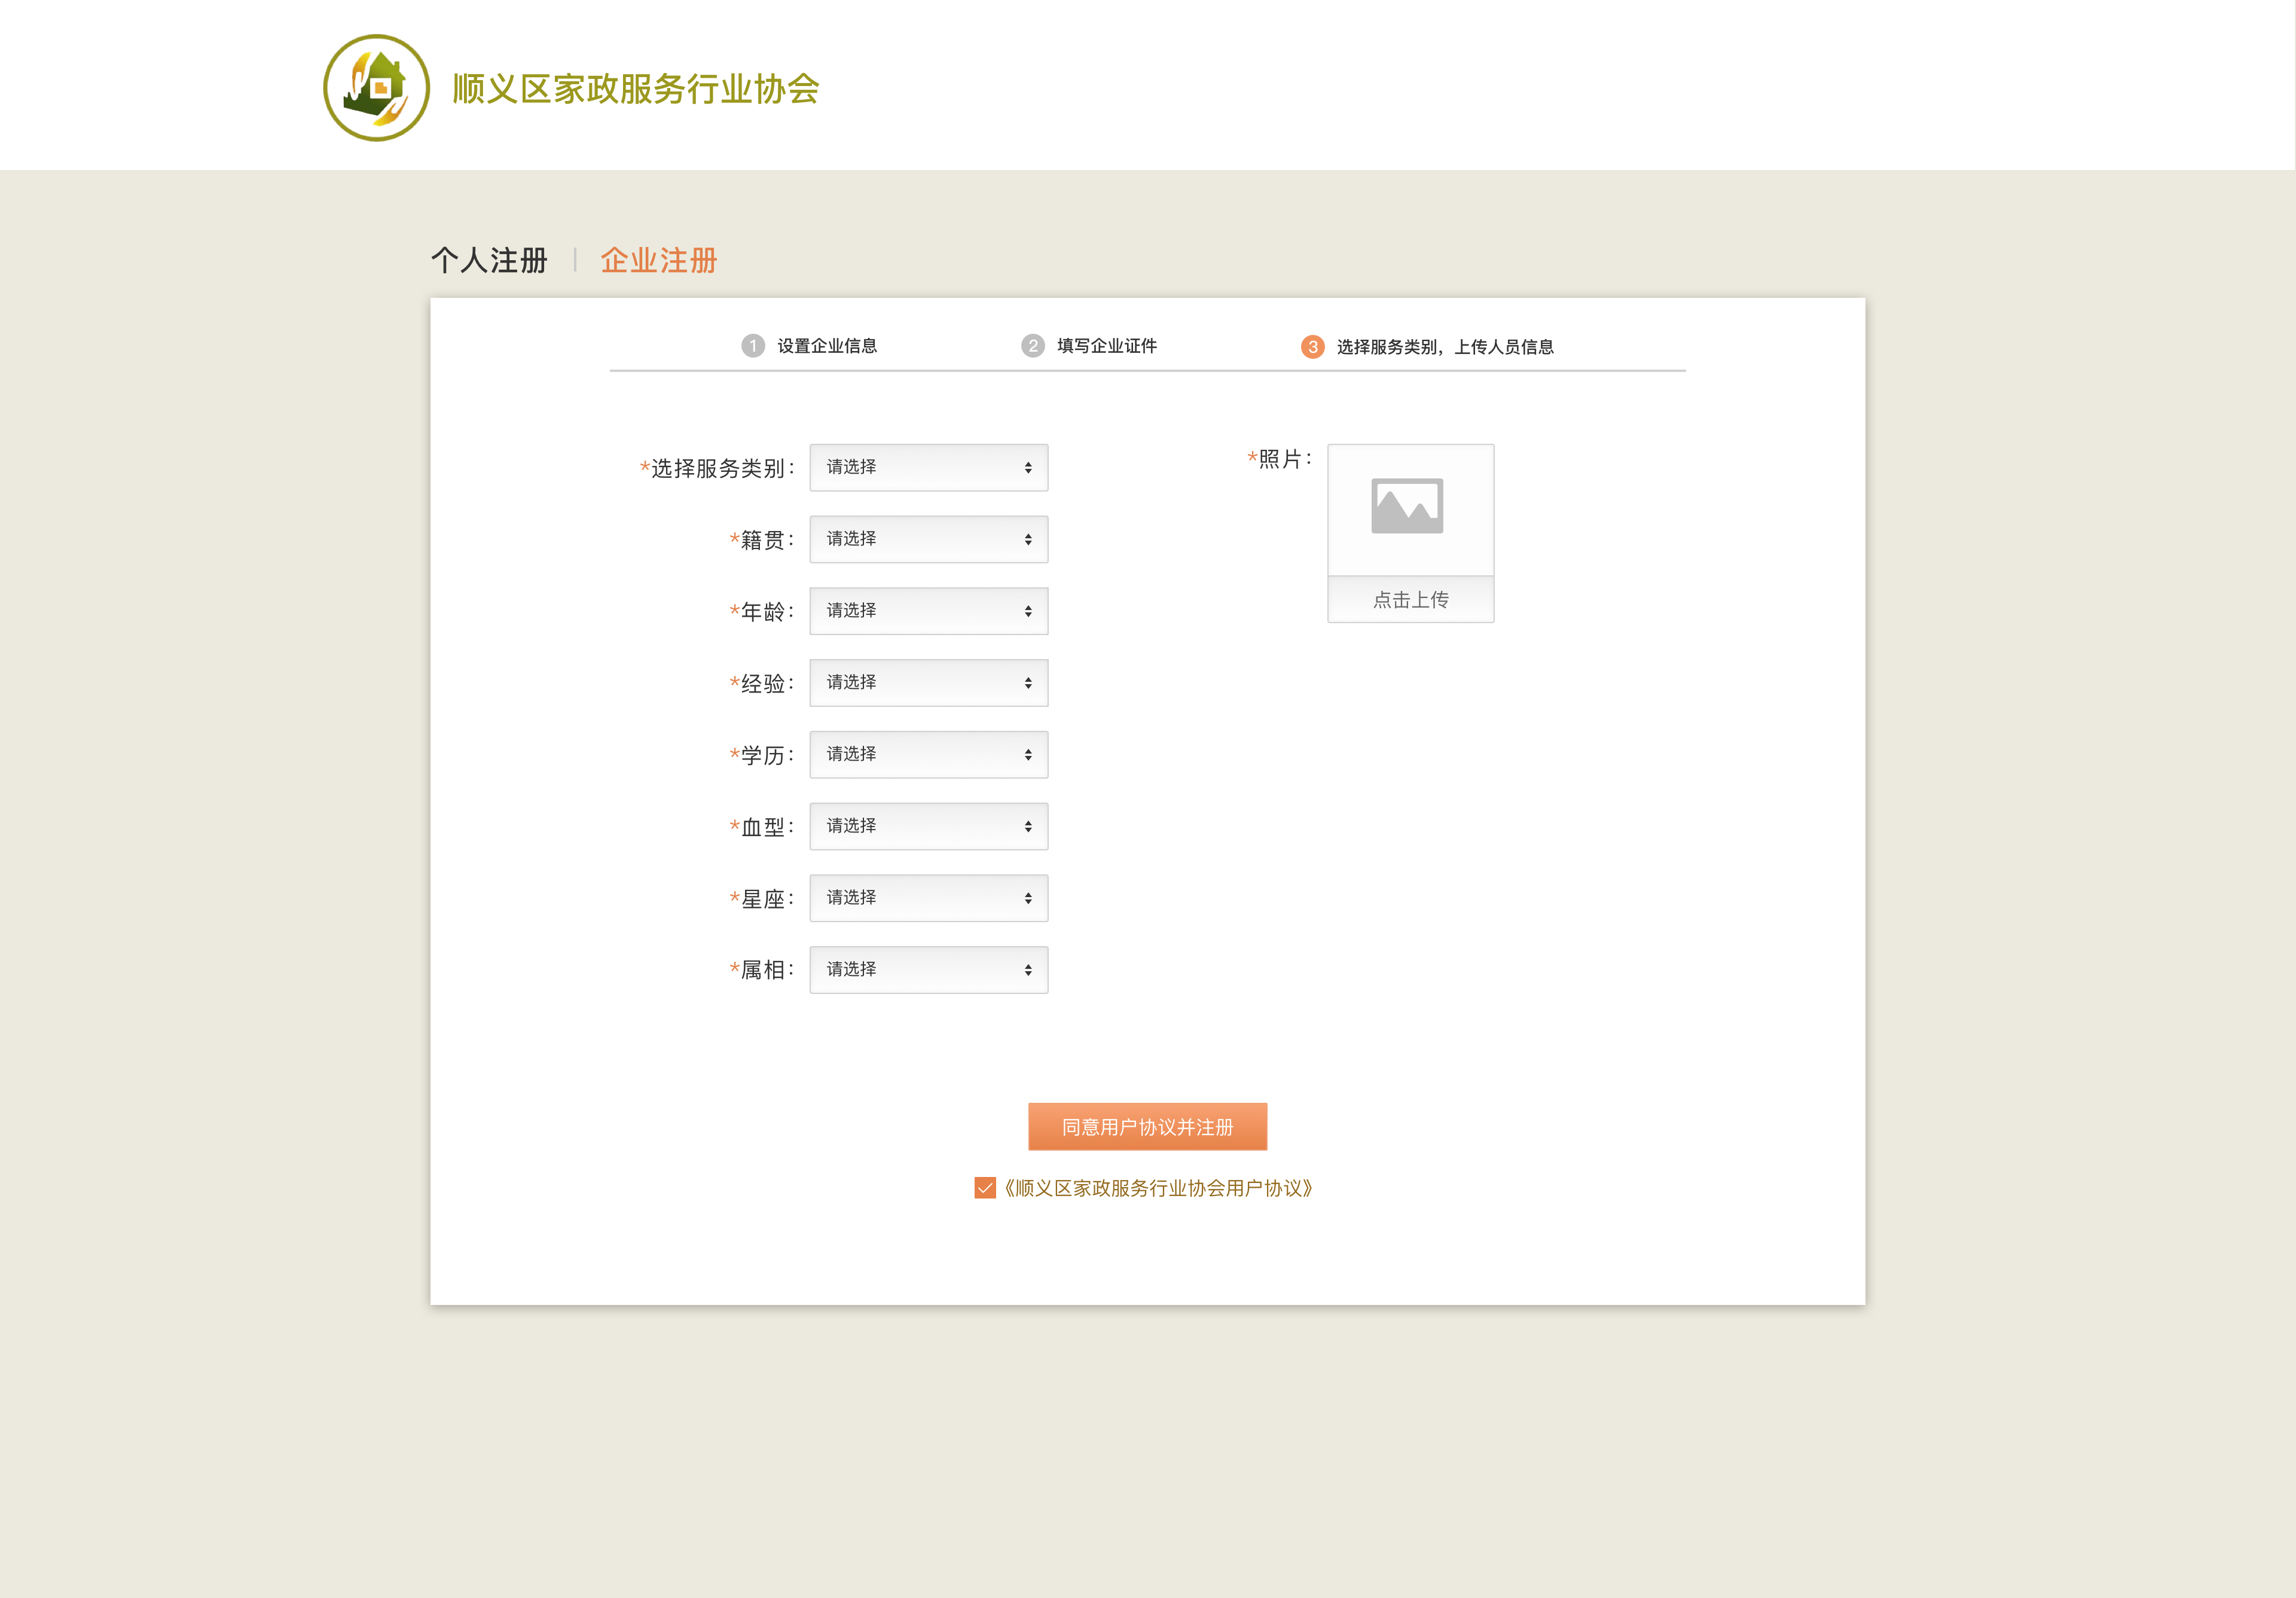 顺义区家政服务行业协会
个人注册
企业注册
1 设置企业信息
2 填写企业证件
3 选择服务类别，上传人员信息
*选择服务类别：
请选择
*照片：
点击上传
*籍贯：
请选择
*年龄：
请选择
*经验：
请选择
*学历：
请选择
*血型：
请选择
*星座：
请选择
*属相：
请选择
同意用户协议并注册
《顺义区家政服务行业协会用户协议》